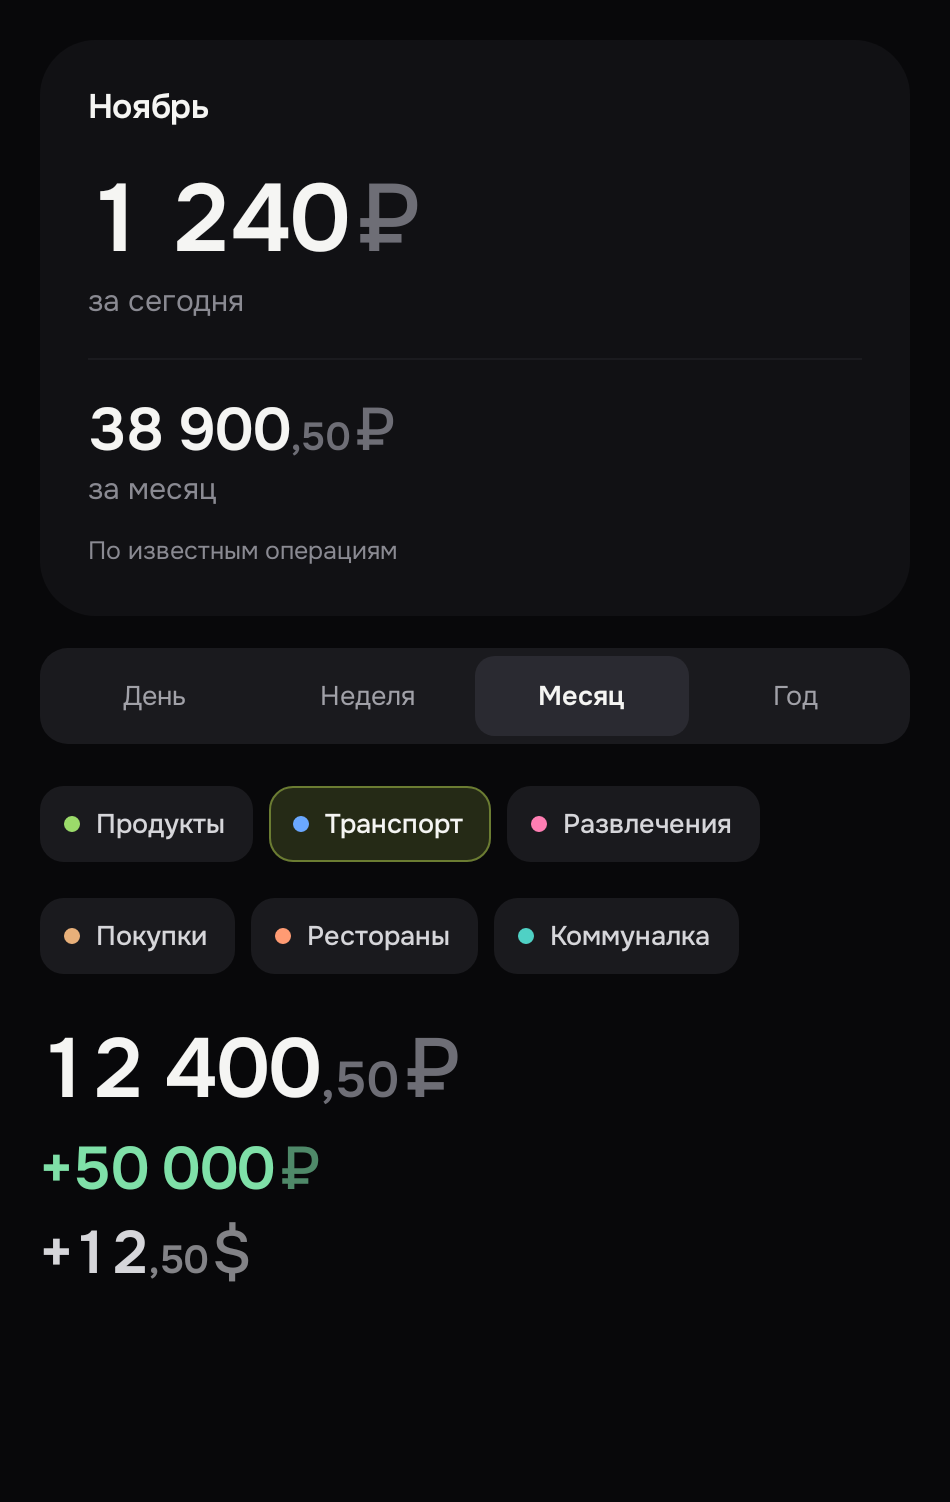 Ноябрь
1 240 ₽
за сегодня
38 900,50 ₽
за месяц
По известным операциям
День Неделя Месяц Год
Продукты Транспорт Развлечения
Покупки Рестораны Коммуналка
12 400,50 ₽
+50 000 ₽
+12,50 $